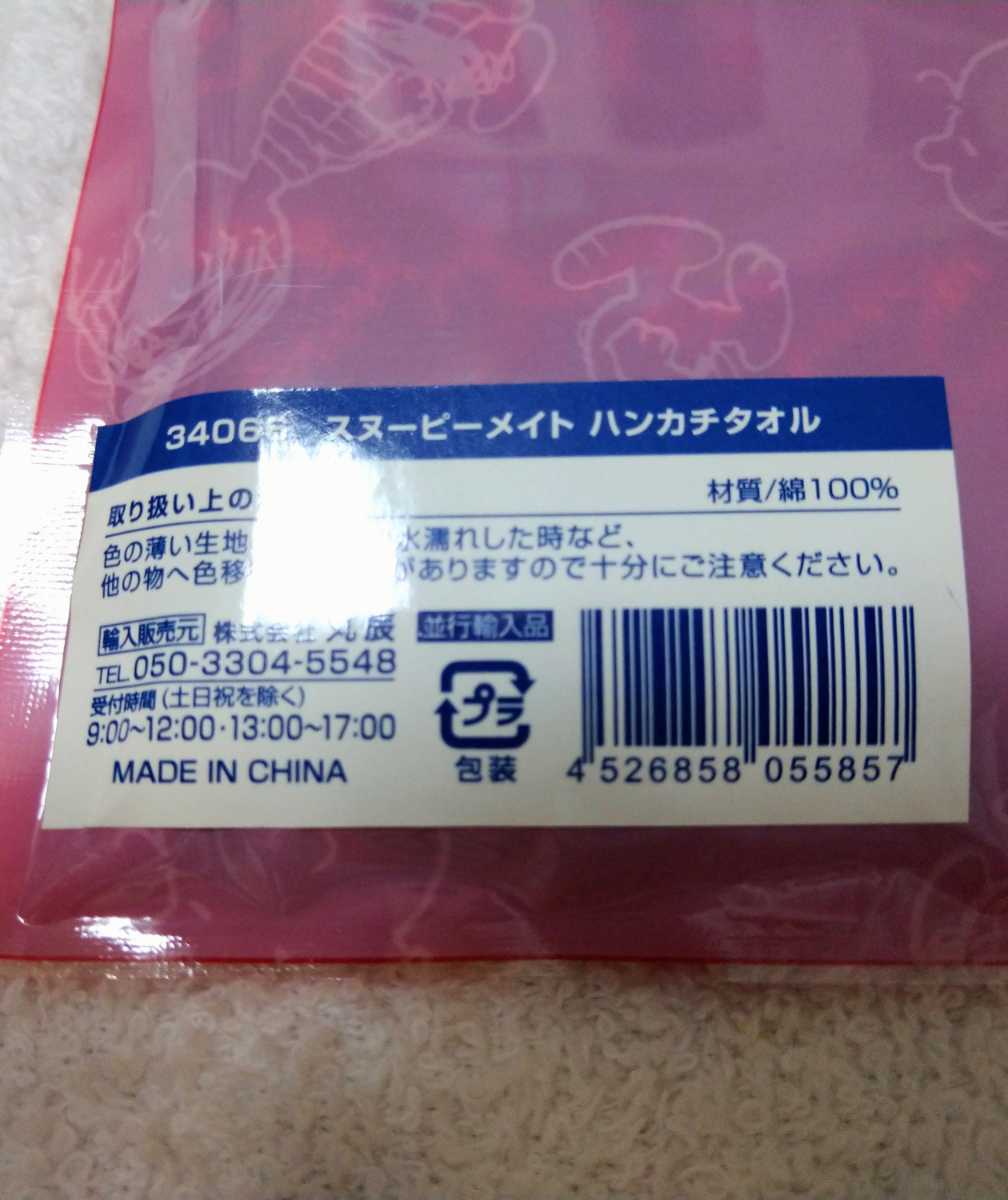 スヌーピーメイト ハンカチタオル
取り扱い上の
材質/綿100%
色の薄い生地 水濡れした時など、
他の物へ色移 がありますので十分にご注意ください。
輸入販売元 株式会社 丸辰
並行輸入品
TEL.050-3304-5548
受付時間(土日祝を除く)
9:00~12:00・13:00~17:00
MADE IN CHINA
プラ
包装
4 526858 055857